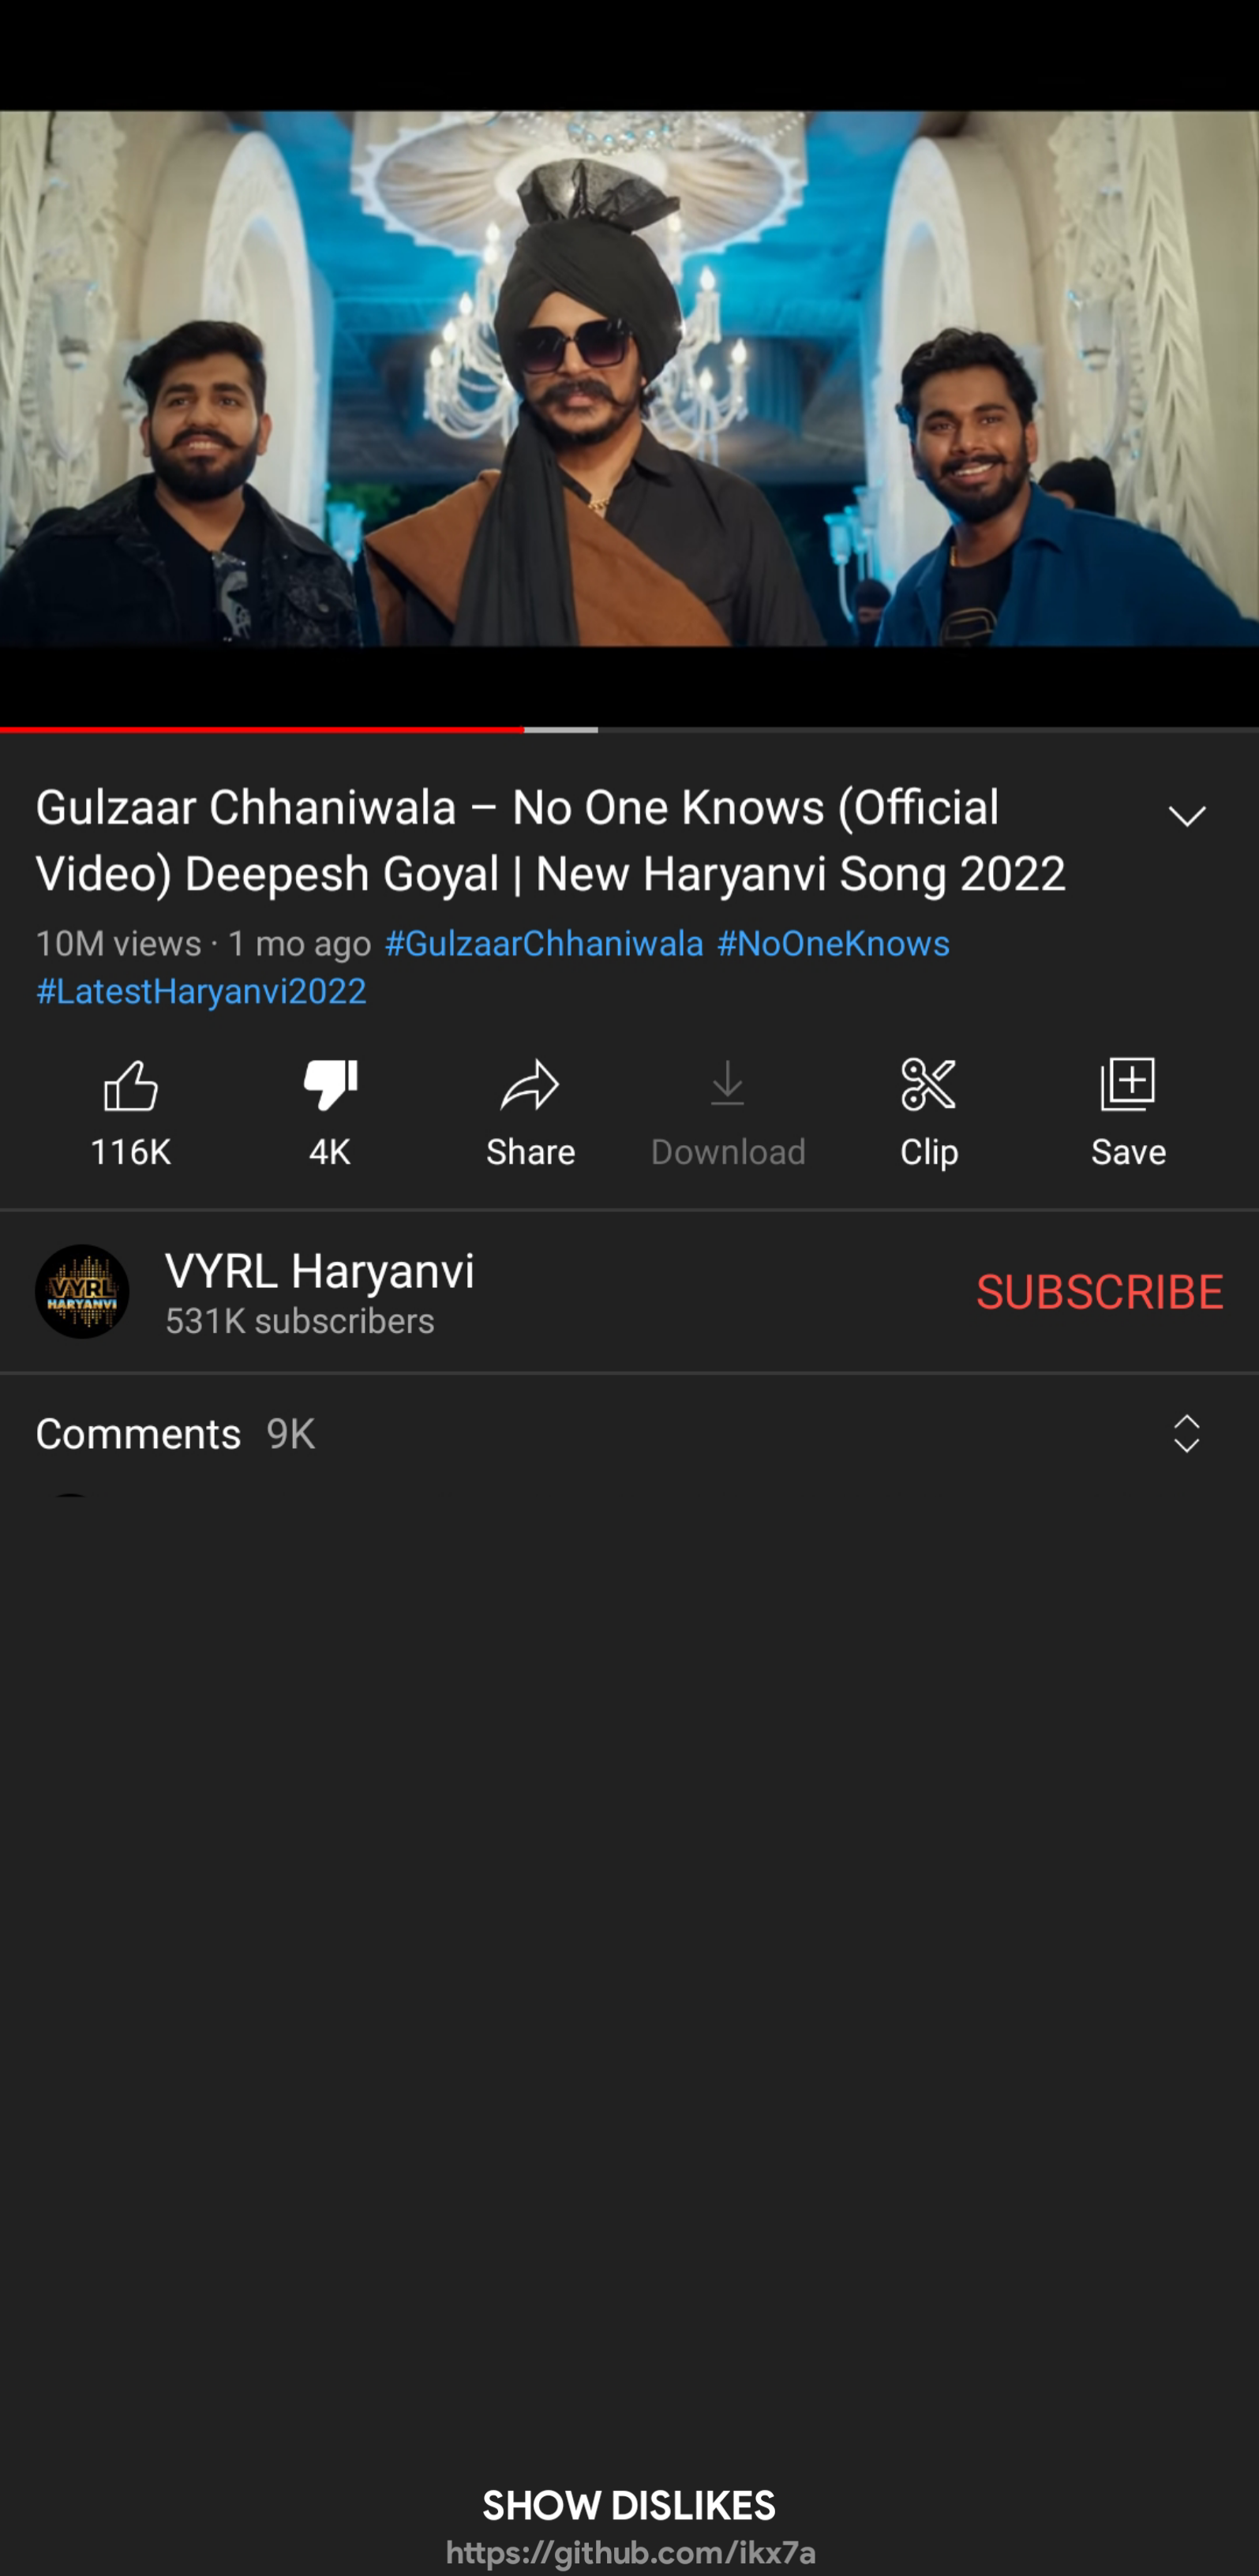 Gulzaar Chhaniwala – No One Knows (Official
Video) Deepesh Goyal | New Haryanvi Song 2022
10M views · 1 mo ago #GulzaarChhaniwala #NoOneKnows
#LatestHaryanvi2022
116K 4K Share Download Clip Save
VYRL
HARYANVI
VYRL Haryanvi
531K subscribers
SUBSCRIBE
Comments 9K
SHOW DISLIKES
https://github.com/ikx7a